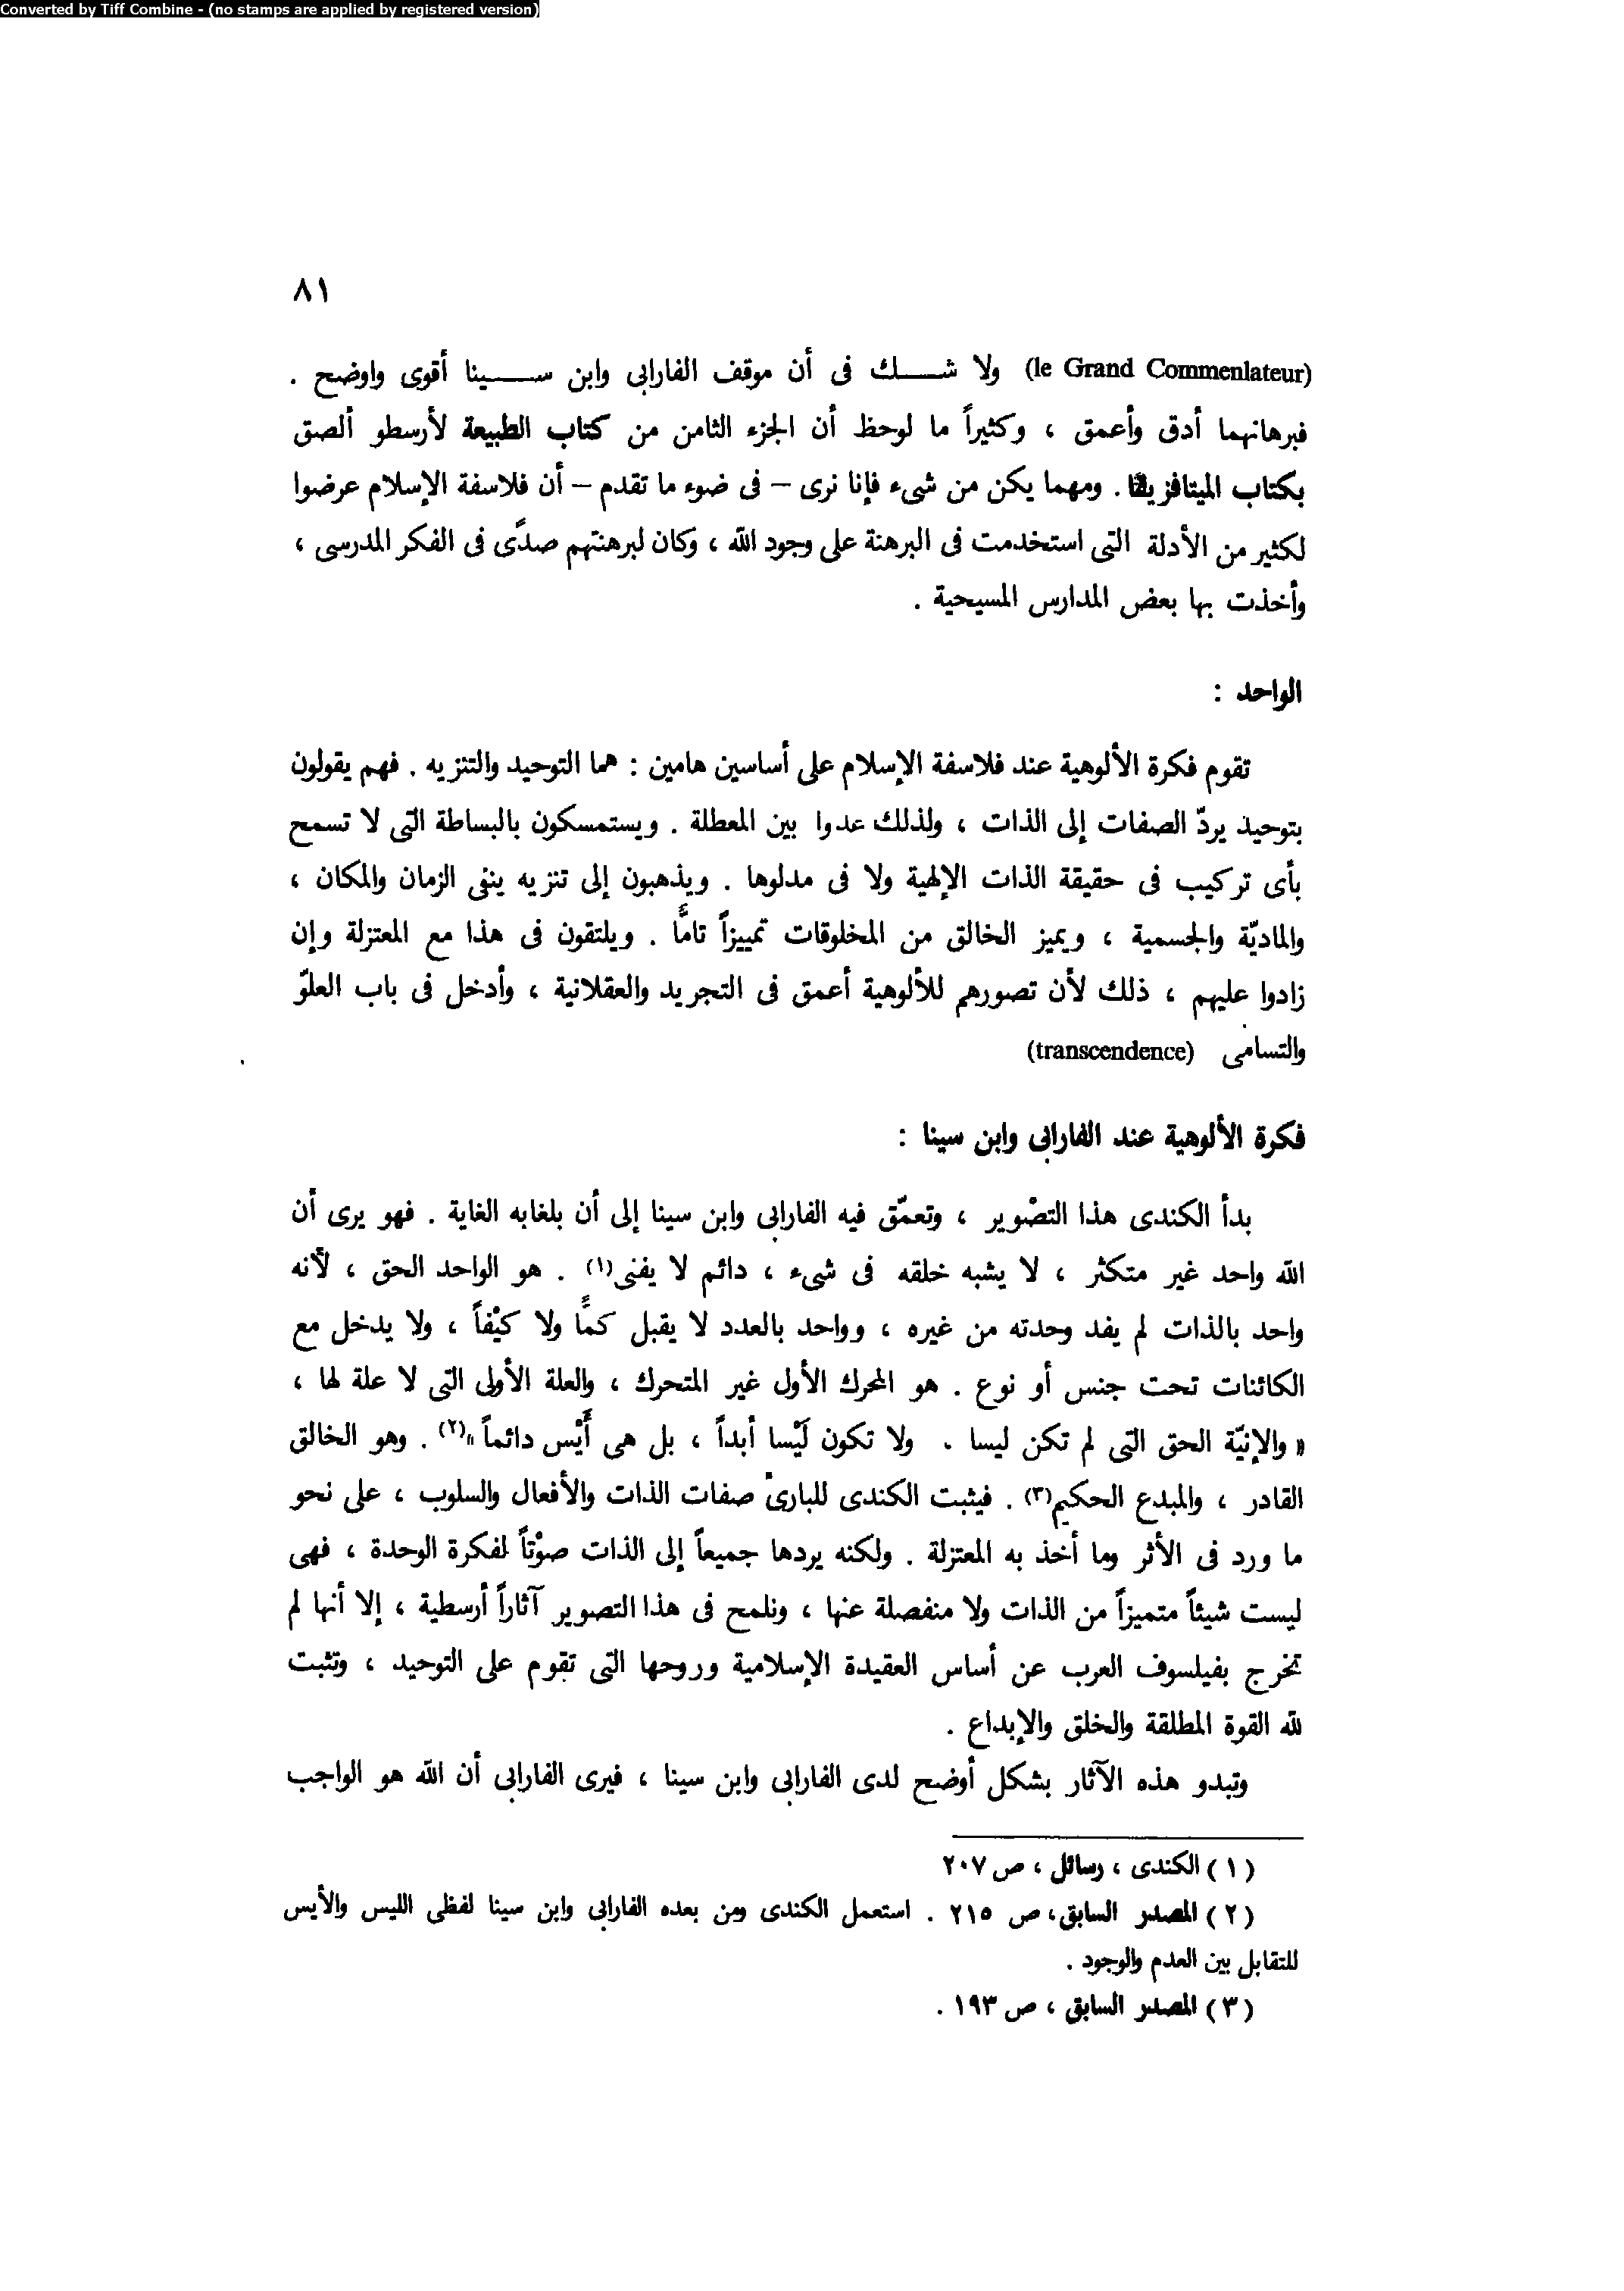 Converted by Tiff Combine - (no stamps are applied by registered version)
٨١
(le Grand Commenlateur) ولا شــك فى أن موقف الفارابى وابن ســينا أقوى واوضح .
فبرهانهما أدق وأعمق ، وكثيراً ما لوحظ أن الجزء الثامن من كتاب الطبيعة لأرسطو ألصق
بكتاب الميتافزيقا . ومهما يكن من شىء فإنا نرى – فى ضوء ما تقدم – أن فلاسفة الإسلام عرضوا
لكثير من الأدلة التى استخدمت فى البرهنة على وجود الله ، وكان لبرهنتهم صدًى فى الفكر المدرسى ،
وأخذت بها بعض المدارس المسيحية .
الواحد :
تقوم فكرة الألوهية عند فلاسفة الإسلام على أساسين هامين : هما التوحيد والتنزيه . فهم يقولون
بتوحيد يردّ الصفات إلى الذات ، ولذلك عدوا بين المعطلة . ويستمسكون بالبساطة التى لا تسمح
بأى تركيب فى حقيقة الذات الإلهية ولا فى مدلوها . ويذهبون إلى تنزيه ينفى الزمان والمكان ،
والماديّة والجسمية ، ويميز الخالق من المخلوقات تمييزاً تامًّا . ويلتقون فى هذا مع المعتزلة وإن
زادوا عليهم ، ذلك لأن تصورهم للألوهية أعمق فى التجريد والعقلانية ، وأدخل فى باب العلوّ
والتسامى (transcendence)
فكرة الألوهية عند الفارابى وابن سينا :
بدأ الكندى هذا التصْوير ، وتعمّق فيه الفارابى وابن سينا إلى أن بلغابه الغاية . فهو يرى أن
الله واحد غير متكثر ، لا يشبه خلقه فى شىء ، دائم لا يفنى(١) . هو الواحد الحق ، لأنه
واحد بالذات لم يفد وحدته من غيره ، وواحد بالعدد لا يقبل كمًّا ولا كيْفاً ، ولا يدخل مع
الكائنات تحت جنس أو نوع . هو المحرك الأول غير المتحرك ، والعلة الأولى التى لا علة لها ،
« والإنيّة الحق التى لم تكن ليسا . ولا تكون لَيْسا أبداً ، بل هى أَيْس دائماً »(٢) . وهو الخالق
القادر ، والمبدع الحكيم(٣) . فيثبت الكندى للبارئ صفات الذات والأفعال والسلوب ، على نحو
ما ورد فى الأثر وما أخذ به المعتزلة . ولكنه يردها جميعاً إلى الذات صوْتاً لفكرة الوحدة ، فهى
ليست شيئاً متميزاً من الذات ولا منفصلة عنها ، ونلمح فى هذا التصوير آثاراً أرسطية ، إلا أنها لم
تخرج بفيلسوف العرب عن أساس العقيدة الإسلامية وروحها التى تقوم على التوحيد ، وتثبت
لله القوة المطلقة والخلق والإبداع .
وتبدو هذه الآثار بشكل أوضح لدى الفارابى وابن سينا ، فيرى الفارابى أن الله هو الواجب
(١) الكندى ، رسائل ، ص ٢٠٧
(٢) المصدر السابق، ص ٢١٥ . استعمل الكندى ومن بعده الفارابى وابن سينا لفظى الليس والأيس
للتقابل بين العدم والوجود .
(٣) المصدر السابق ، ص ١٩٣ .